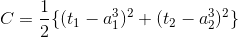 C = \frac{1}{2}\{(t_1 - a_1^3)^2 + (t_2 - a_2^3)^2\}